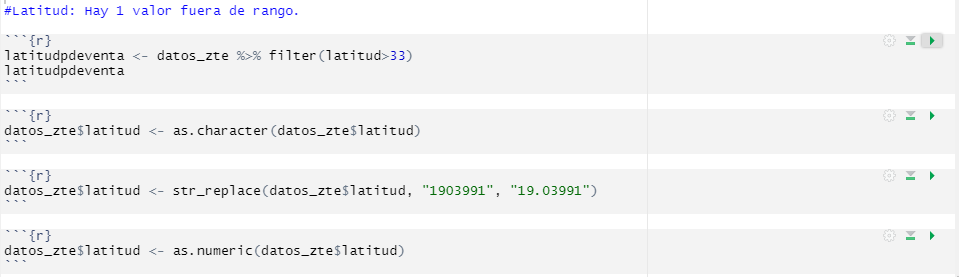 #Latitud: Hay 1 valor fuera de rango.
```{r}
latitudpdeventa <- datos_zte %>% filter(latitud>33)
latitudpdeventa
```
```{r}
datos_zte$latitud <- as.character(datos_zte$latitud)
```
```{r}
datos_zte$latitud <- str_replace(datos_zte$latitud, "1903991", "19.03991")
```
```{r}
datos_zte$latitud <- as.numeric(datos_zte$latitud)
```